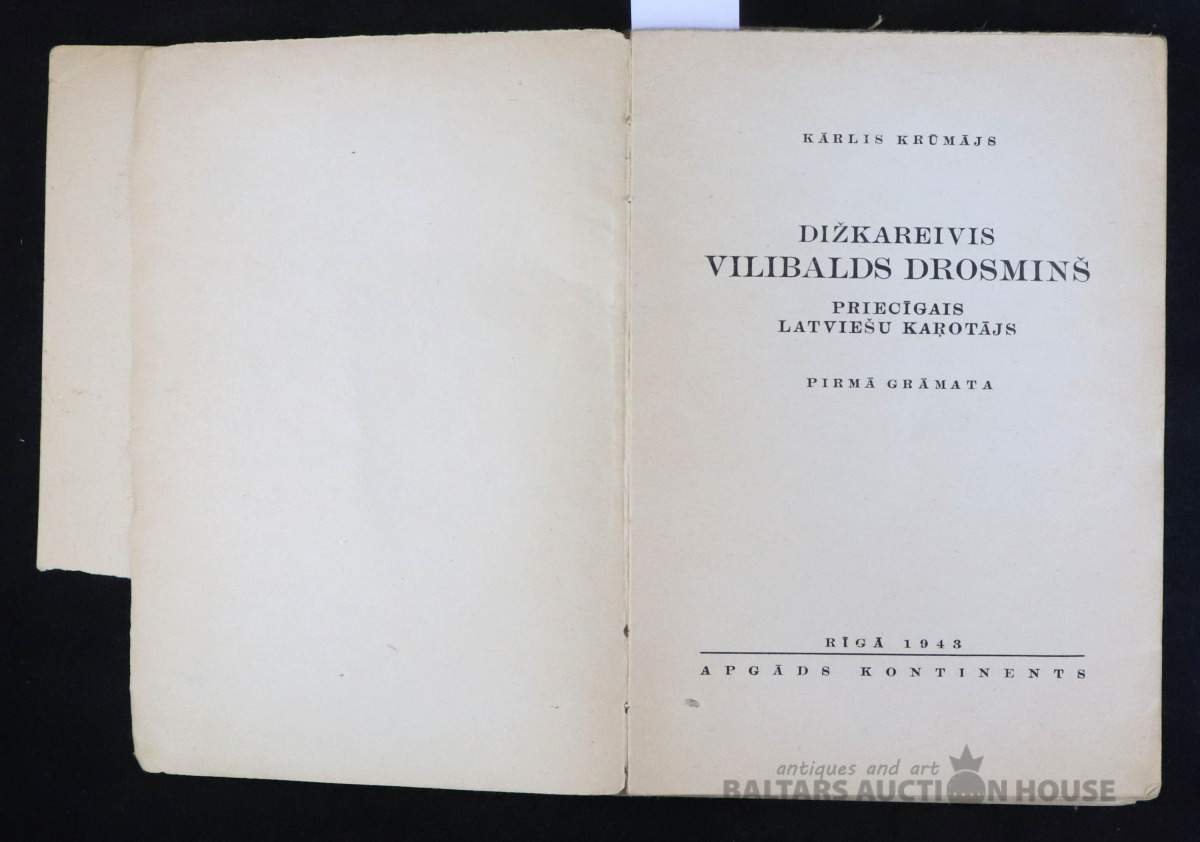 KĀRLIS KRŪMĀJS
DIŽKAREIVIS
VILIBALDS DROSMIŅŠ
PRIECĪGAIS
LATVIEŠU KAŖOTĀJS
PIRMĀ GRĀMATA
RĪGĀ 1943
APGĀDS KONTINENTS
antiques and art
BALTARS AUCTION HOUSE